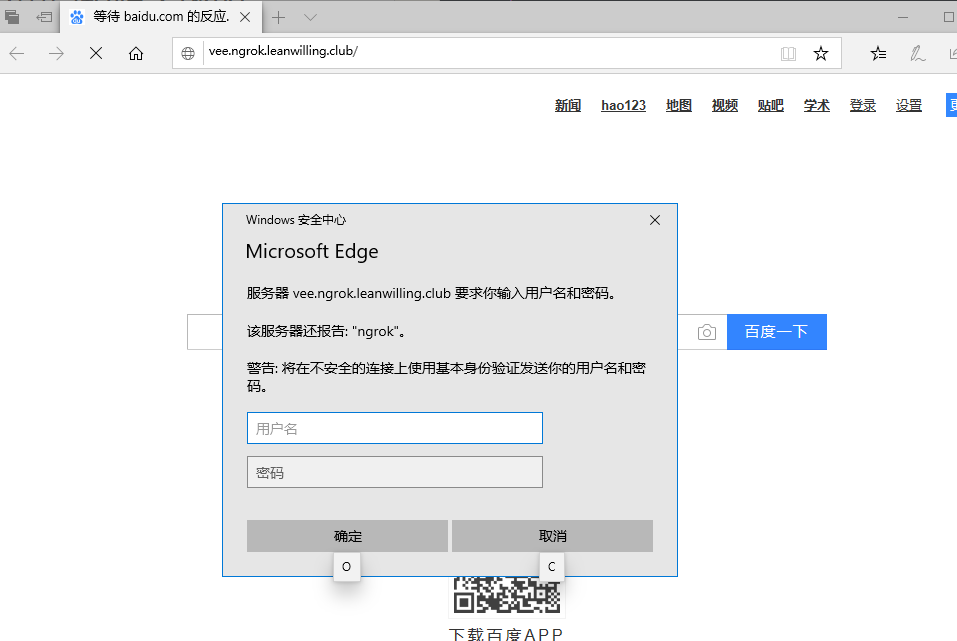 等待 baidu.com 的反应.
vee.ngrok.leanwilling.club/
新闻 hao123 地图 视频 贴吧 学术 登录 设置
Windows 安全中心
Microsoft Edge
服务器 vee.ngrok.leanwilling.club 要求你输入用户名和密码。
该服务器还报告: "ngrok"。
警告: 将在不安全的连接上使用基本身份验证发送你的用户名和密
码。
百度一下
用户名
密码
确定 取消
O C
下载百度APP